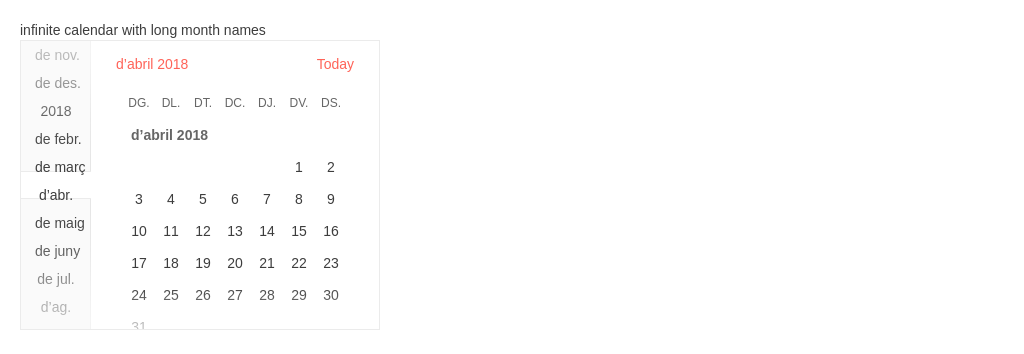 infinite calendar with long month names
de nov.
de des.
2018
de febr.
de març
d’abr.
de maig
de juny
de jul.
d’ag.
d’abril 2018 Today
DG. DL. DT. DC. DJ. DV. DS.
d’abril 2018
1 2
3 4 5 6 7 8 9
10 11 12 13 14 15 16
17 18 19 20 21 22 23
24 25 26 27 28 29 30
31